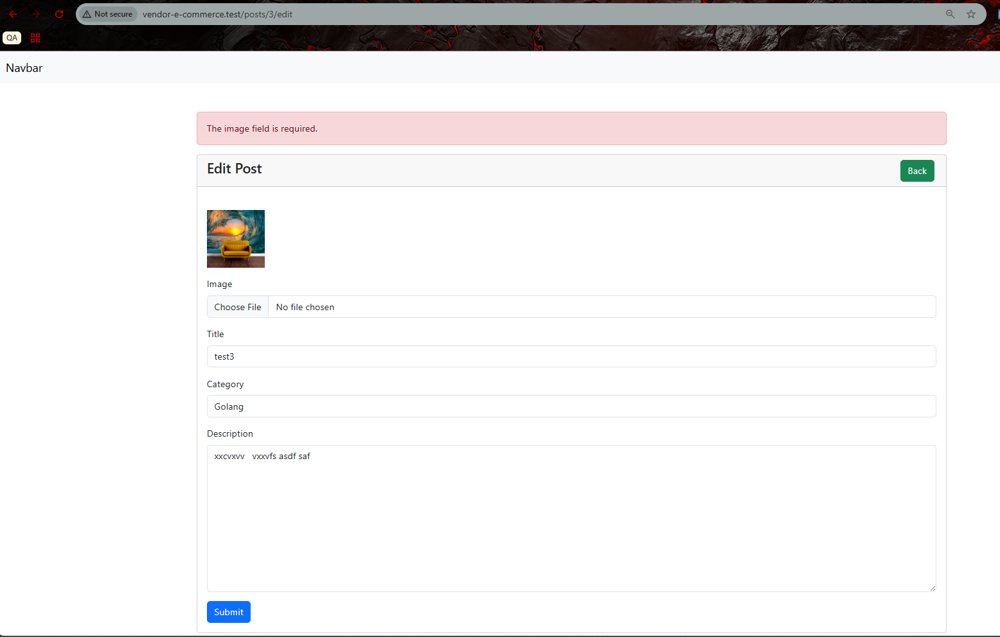 Not secure
vendor-e-commerce.test/posts/3/edit
QA
Navbar
The image field is required.
Edit Post
Back
Image
Choose File No file chosen
Title
test3
Category
Golang
Description
xxcvxvv vxxvfs asdf saf
Submit